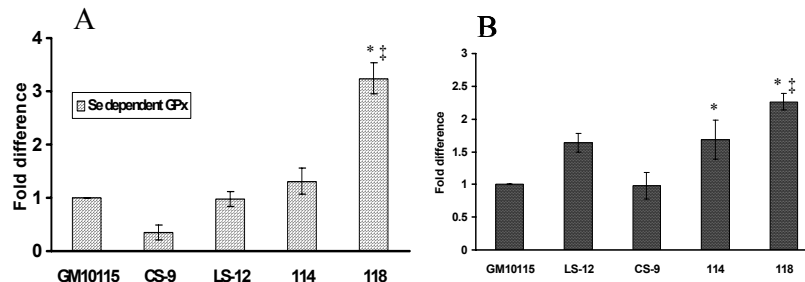 A
Fold difference
4
3
2
1
0
Se dependent GPx
* ‡
GM10115 CS-9 LS-12 114 118
B
Fold difference
3
2.5
2
1.5
1
0.5
0
*
* ‡
GM10115 LS-12 CS-9 114 118